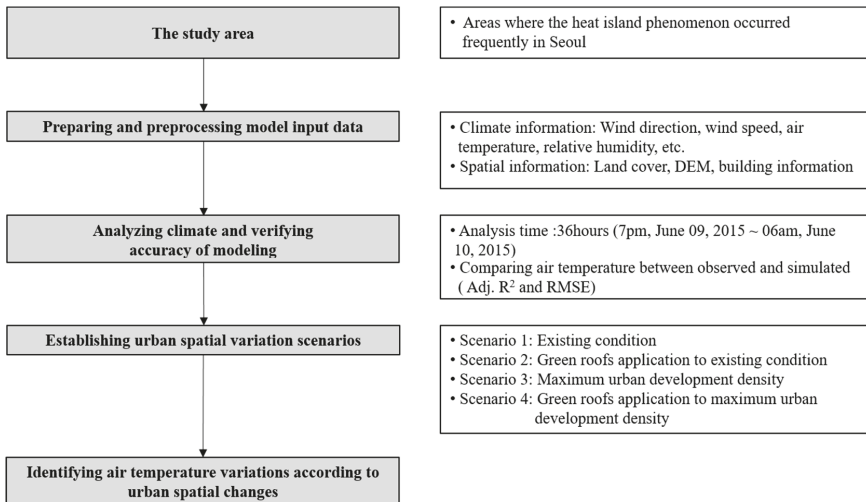 The study area
• Areas where the heat island phenomenon occurred
frequently in Seoul
Preparing and preprocessing model input data
• Climate information: Wind direction, wind speed, air
temperature, relative humidity, etc.
• Spatial information: Land cover, DEM, building information
Analyzing climate and verifying
accuracy of modeling
• Analysis time :36hours (7pm, June 09, 2015 ~ 06am, June
10, 2015)
• Comparing air temperature between observed and simulated
( Adj. R² and RMSE)
Establishing urban spatial variation scenarios
• Scenario 1: Existing condition
• Scenario 2: Green roofs application to existing condition
• Scenario 3: Maximum urban development density
• Scenario 4: Green roofs application to maximum urban
development density
Identifying air temperature variations according to
urban spatial changes